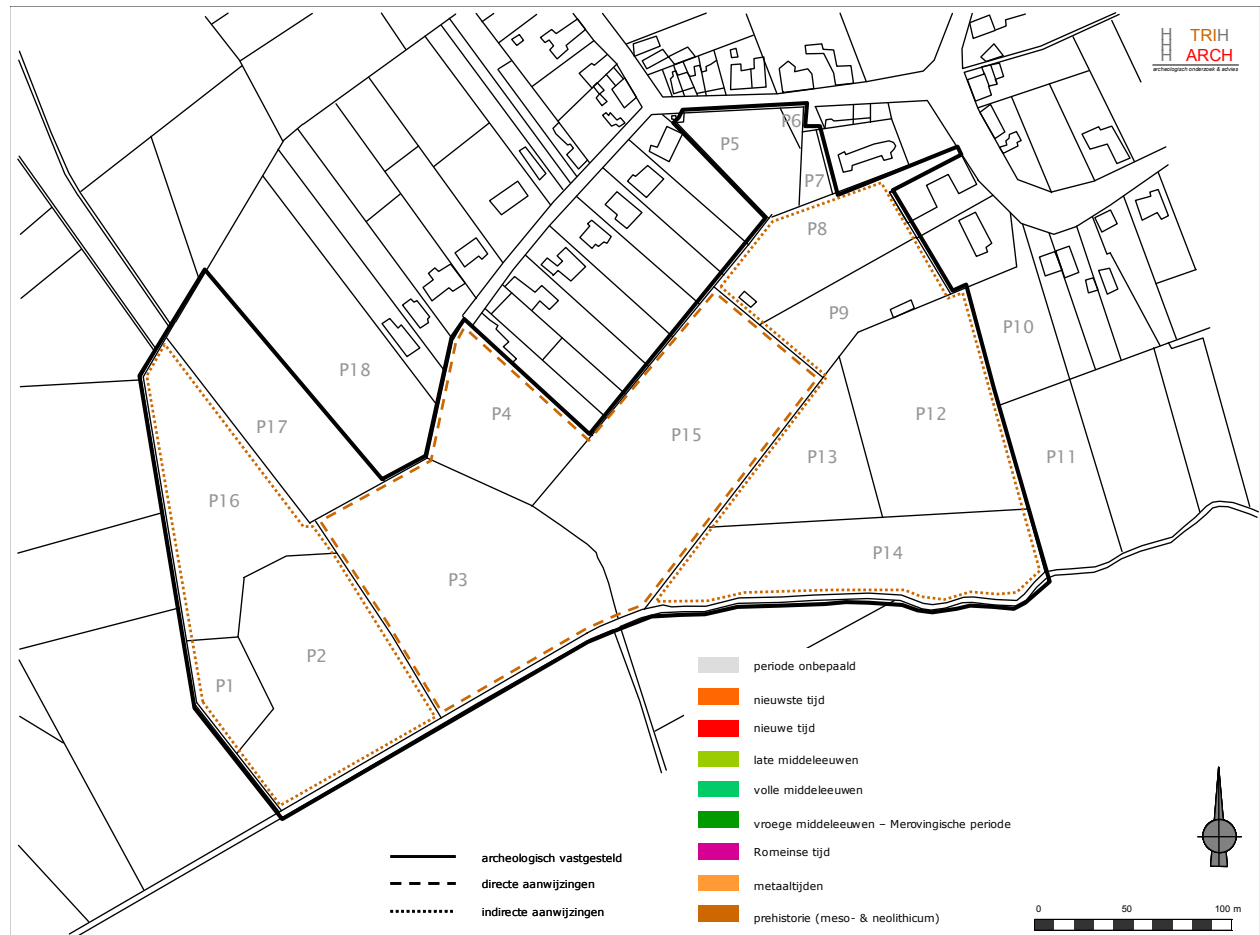 TRIH
ARCH
archeologisch onderzoek & advies
P6
P5
P7
P8
P10
P9
P18
P4
P17
P15
P12
P13
P11
P16
P14
P3
P2
P1
periode onbepaald
nieuwste tijd
nieuwe tijd
late middeleeuwen
volle middeleeuwen
vroege middeleeuwen – Merovingische periode
Romeinse tijd
metaaltijden
prehistorie (meso- & neolithicum)
archeologisch vastgesteld
directe aanwijzingen
indirecte aanwijzingen
0 50 100 m